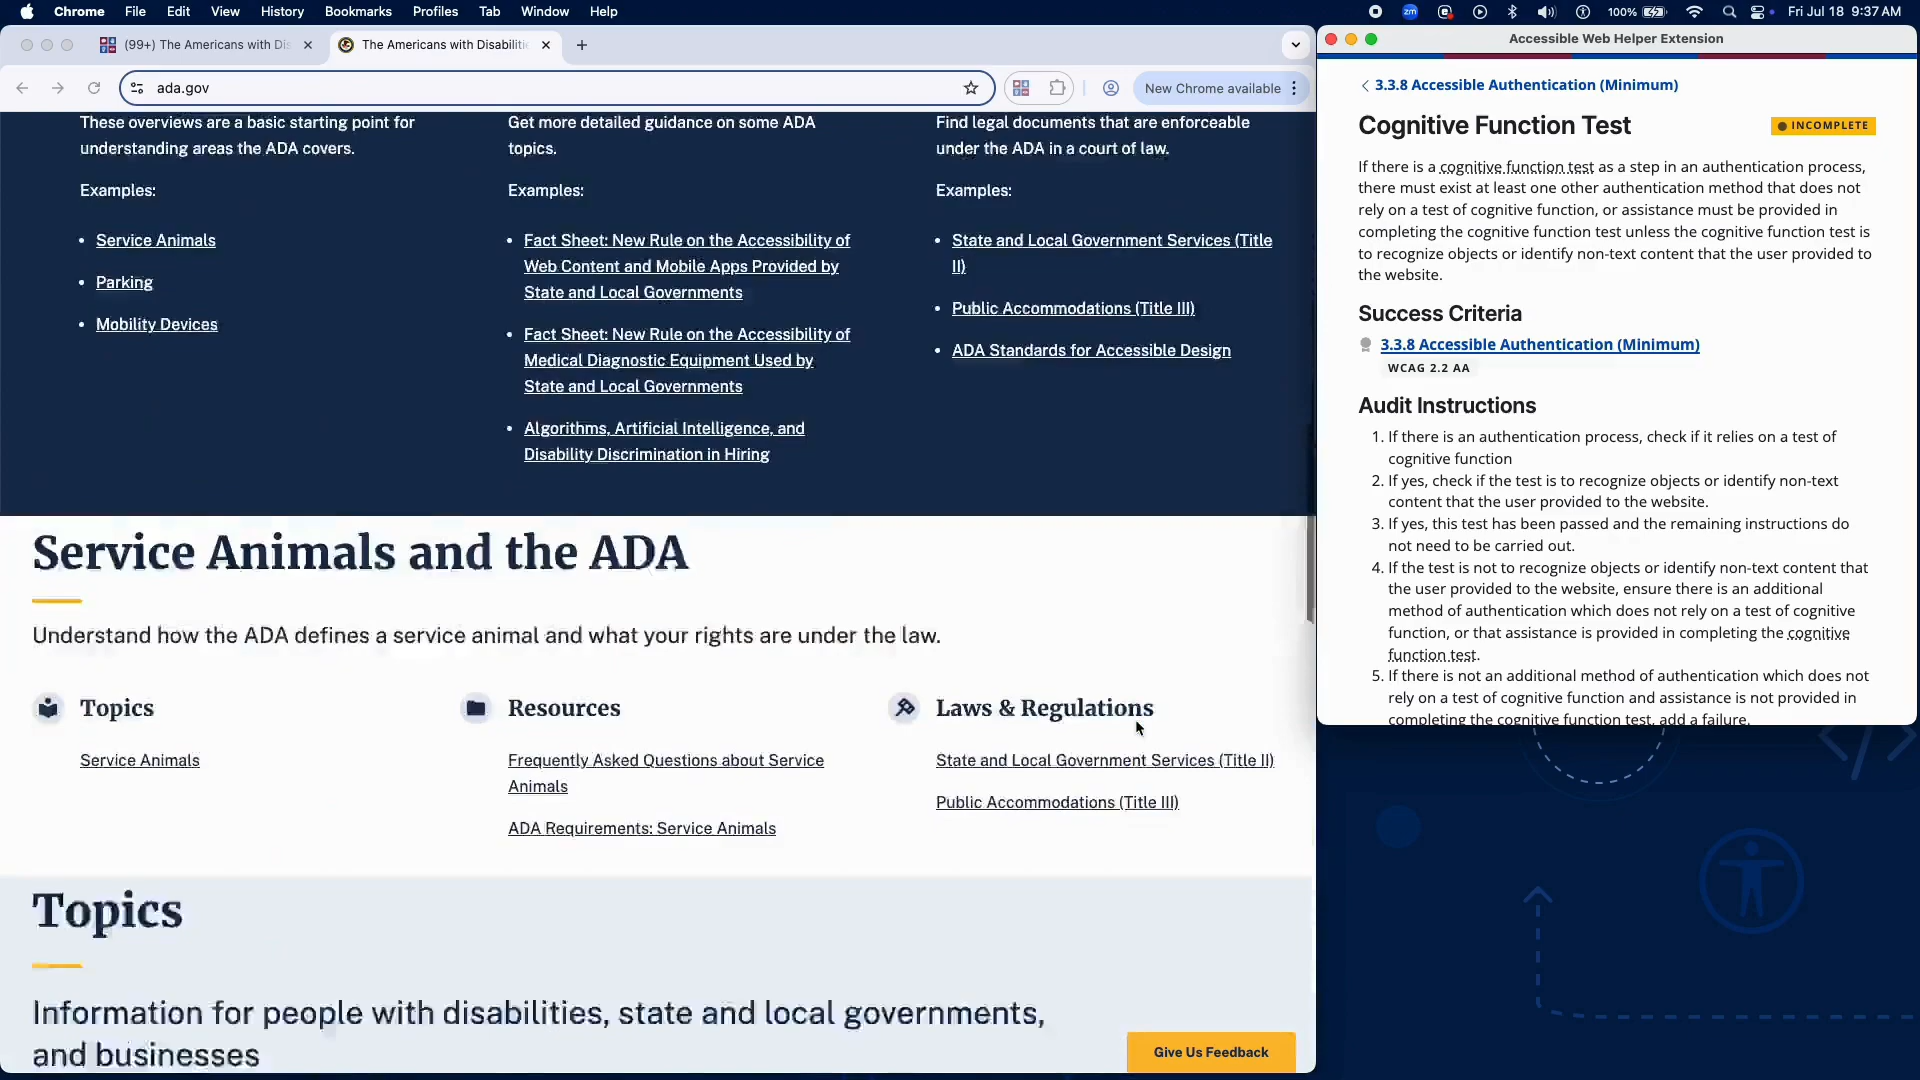 Chrome File Edit View History Bookmarks Profiles Tab Window Help
zm 100% Fri Jul 18 9:37 AM
(99+) The Americans with Dis
The Americans with Disabilitie
ada.gov
New Chrome available
These overviews are a basic starting point for
understanding areas the ADA covers.
Examples:
• Service Animals
• Parking
• Mobility Devices
Get more detailed guidance on some ADA
topics.
Examples:
• Fact Sheet: New Rule on the Accessibility of
Web Content and Mobile Apps Provided by
State and Local Governments
• Fact Sheet: New Rule on the Accessibility of
Medical Diagnostic Equipment Used by
State and Local Governments
• Algorithms, Artificial Intelligence, and
Disability Discrimination in Hiring
Find legal documents that are enforceable
under the ADA in a court of law.
Examples:
• State and Local Government Services (Title
II)
• Public Accommodations (Title III)
• ADA Standards for Accessible Design
Service Animals and the ADA
Understand how the ADA defines a service animal and what your rights are under the law.
Topics
Service Animals
Resources
Frequently Asked Questions about Service
Animals
ADA Requirements: Service Animals
Laws & Regulations
State and Local Government Services (Title II)
Public Accommodations (Title III)
Topics
Information for people with disabilities, state and local governments,
and businesses
Give Us Feedback
Accessible Web Helper Extension
3.3.8 Accessible Authentication (Minimum)
Cognitive Function Test
INCOMPLETE
If there is a cognitive function test as a step in an authentication process,
there must exist at least one other authentication method that does not
rely on a test of cognitive function, or assistance must be provided in
completing the cognitive function test unless the cognitive function test is
to recognize objects or identify non-text content that the user provided to
the website.
Success Criteria
3.3.8 Accessible Authentication (Minimum)
WCAG 2.2 AA
Audit Instructions
1. If there is an authentication process, check if it relies on a test of
cognitive function
2. If yes, check if the test is to recognize objects or identify non-text
content that the user provided to the website.
3. If yes, this test has been passed and the remaining instructions do
not need to be carried out.
4. If the test is not to recognize objects or identify non-text content that
the user provided to the website, ensure there is an additional
method of authentication which does not rely on a test of cognitive
function, or that assistance is provided in completing the cognitive
function test.
5. If there is not an additional method of authentication which does not
rely on a test of cognitive function and assistance is not provided in
completing the cognitive function test, add a failure.